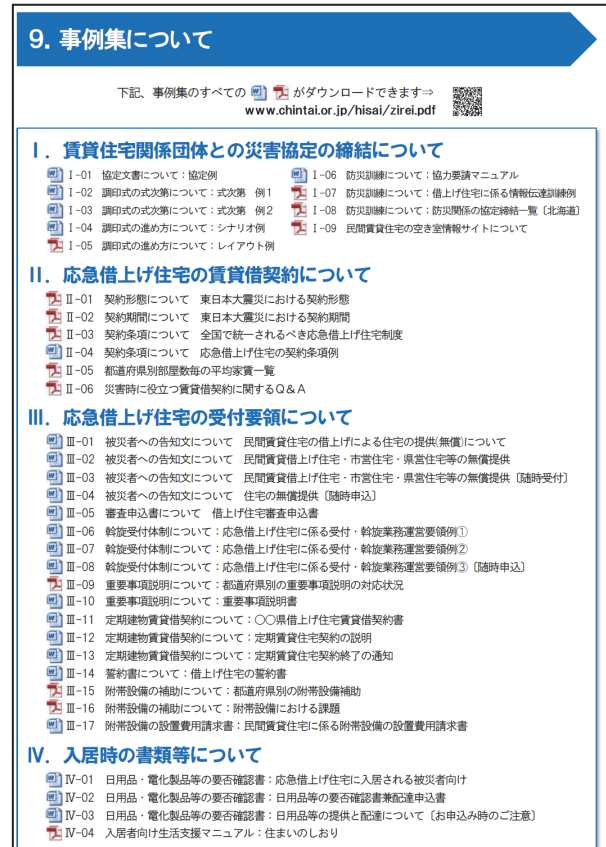 9. 事例集について
下記、事例集のすべての がダウンロードできます⇒
www.chintai.or.jp/hisai/zirei.pdf
Ⅰ．賃貸住宅関係団体との災害協定の締結について
Ⅰ-01 協定文書について：協定例
Ⅰ-02 調印式の式次第について：式次第 例１
Ⅰ-03 調印式の式次第について：式次第 例２
Ⅰ-04 調印式の進め方について：シナリオ例
Ⅰ-05 調印式の進め方について：レイアウト例
Ⅰ-06 防災訓練について：協力要請マニュアル
Ⅰ-07 防災訓練について：借上げ住宅に係る情報伝達訓練例
Ⅰ-08 防災訓練について：防災関係の協定締結一覧〔北海道〕
Ⅰ-09 民間賃貸住宅の空き室情報サイトについて
Ⅱ．応急借上げ住宅の賃貸借契約について
Ⅱ-01 契約形態について 東日本大震災における契約形態
Ⅱ-02 契約期間について 東日本大震災における契約期間
Ⅱ-03 契約条項について 全国で統一されるべき応急借上げ住宅制度
Ⅱ-04 契約条項について 応急借上げ住宅の契約条項例
Ⅱ-05 都道府県別部屋数毎の平均家賃一覧
Ⅱ-06 災害時に役立つ賃貸借契約に関するＱ＆Ａ
Ⅲ．応急借上げ住宅の受付要領について
Ⅲ-01 被災者への告知文について 民間賃貸住宅の借上げによる住宅の提供(無償)について
Ⅲ-02 被災者への告知文について 民間賃貸借上げ住宅・市営住宅・県営住宅等の無償提供
Ⅲ-03 被災者への告知文について 民間賃貸借上げ住宅・市営住宅・県営住宅等の無償提供〔随時受付〕
Ⅲ-04 被災者への告知文について 住宅の無償提供〔随時申込〕
Ⅲ-05 審査申込書について 借上げ住宅審査申込書
Ⅲ-06 斡旋受付体制について：応急借上げ住宅に係る受付・斡旋業務運営要領例①
Ⅲ-07 斡旋受付体制について：応急借上げ住宅に係る受付・斡旋業務運営要領例②
Ⅲ-08 斡旋受付体制について：応急借上げ住宅に係る受付・斡旋業務運営要領例③〔随時申込〕
Ⅲ-09 重要事項説明について：都道府県別の重要事項説明の対応状況
Ⅲ-10 重要事項説明について：重要事項説明書
Ⅲ-11 定期建物賃貸借契約について：○○県借上げ住宅賃貸借契約書
Ⅲ-12 定期建物賃貸借契約について：定期賃貸住宅契約の説明
Ⅲ-13 定期建物賃貸借契約について：定期賃貸住宅契約終了の通知
Ⅲ-14 誓約書について：借上げ住宅の誓約書
Ⅲ-15 附帯設備の補助について：都道府県別の附帯設備補助
Ⅲ-16 附帯設備の補助について：附帯設備における課題
Ⅲ-17 附帯設備の設置費用請求書：民間賃貸住宅に係る附帯設備の設置費用請求書
Ⅳ．入居時の書類等について
Ⅳ-01 日用品・電化製品等の要否確認書：応急借上げ住宅に入居される被災者向け
Ⅳ-02 日用品・電化製品等の要否確認書：日用品等の要否確認書兼配達申込書
Ⅳ-03 日用品・電化製品等の要否確認書：日用品等の提供と配達について〔お申込み時のご注意〕
Ⅳ-04 入居者向け生活支援マニュアル：住まいのしおり